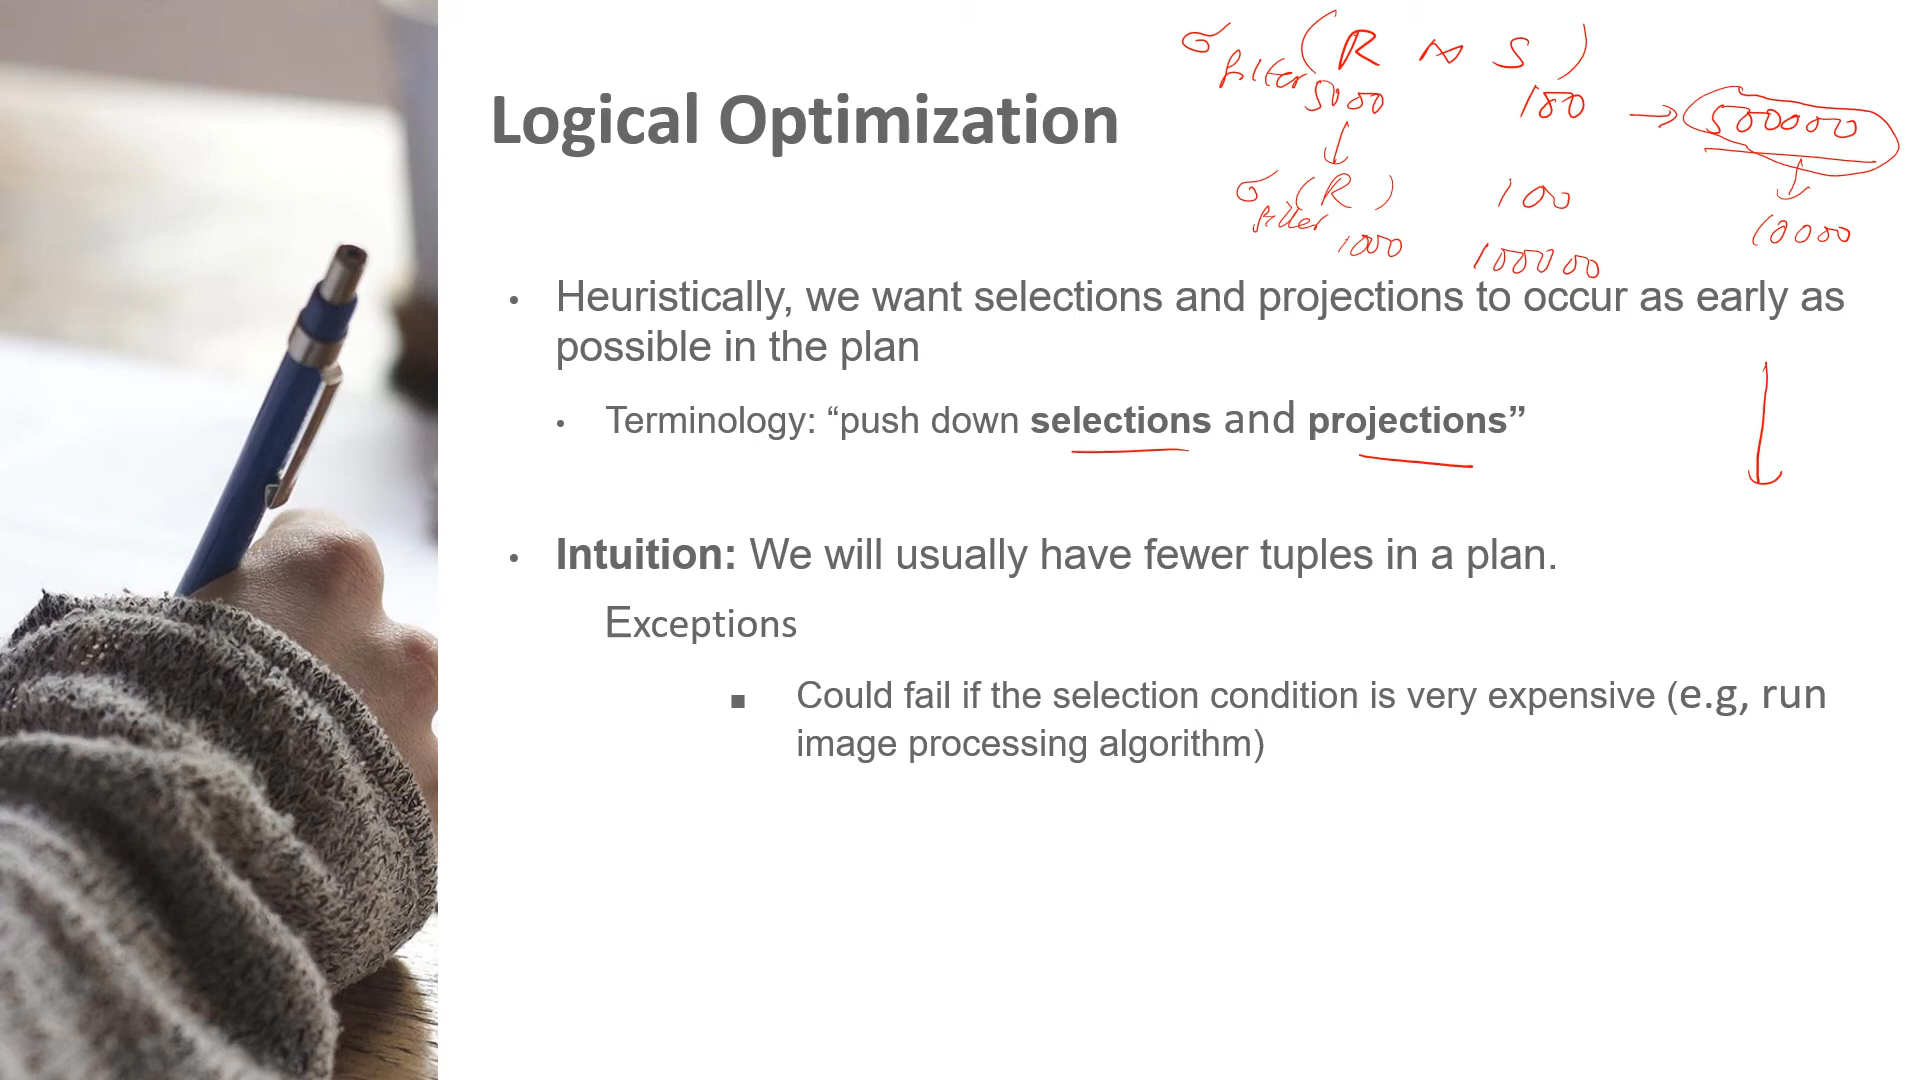 σ filter (R ⋈ S)
5000 100 → 500000
σ filter (R) 100
1000 100000 10000
Logical Optimization
• Heuristically, we want selections and projections to occur as early as
possible in the plan
• Terminology: “push down selections and projections”
• Intuition: We will usually have fewer tuples in a plan.
Exceptions
■ Could fail if the selection condition is very expensive (e.g, run
image processing algorithm)